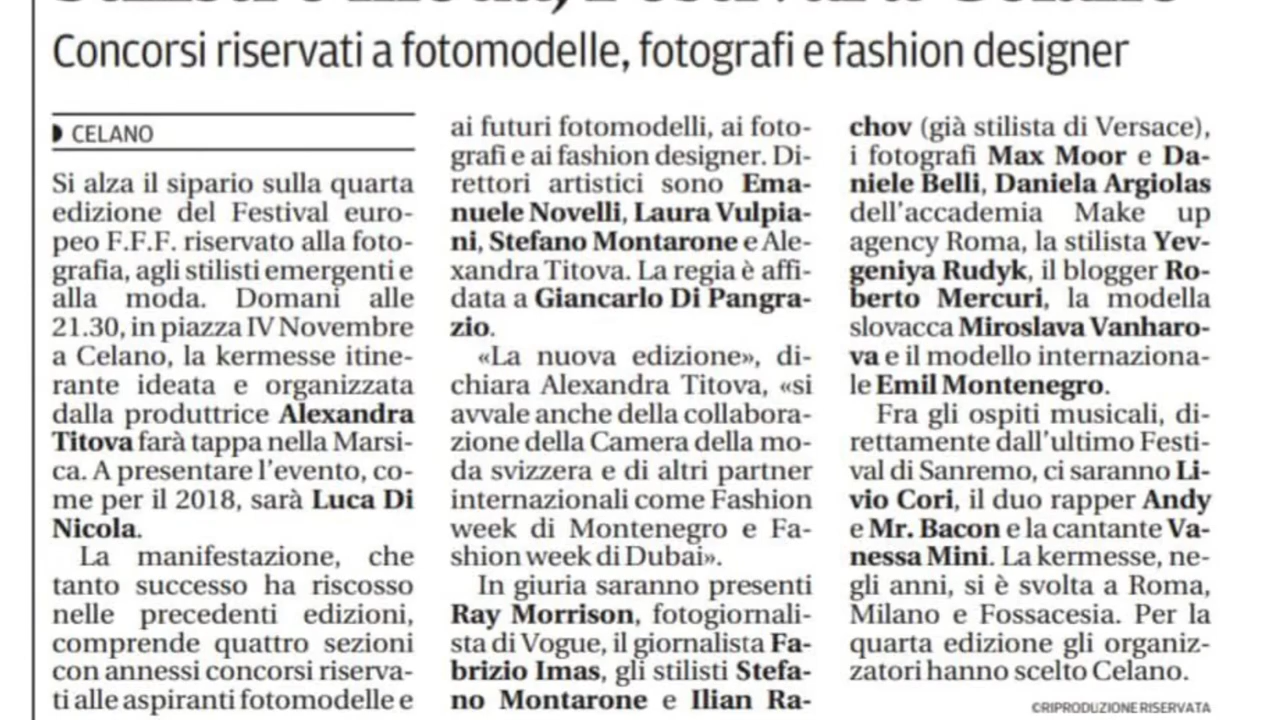 Concorsi riservati a fotomodelle, fotografi e fashion designer
CELANO
Si alza il sipario sulla quarta
edizione del Festival euro-
peo F.F.F. riservato alla foto-
grafia, agli stilisti emergenti e
alla moda. Domani alle
21.30, in piazza IV Novembre
a Celano, la kermesse itine-
rante ideata e organizzata
dalla produttrice Alexandra
Titova farà tappa nella Marsi-
ca. A presentare l'evento, co-
me per il 2018, sarà Luca Di
Nicola.
La manifestazione, che
tanto successo ha riscosso
nelle precedenti edizioni,
comprende quattro sezioni
con annessi concorsi riserva-
ti alle aspiranti fotomodelle e
ai futuri fotomodelli, ai foto-
grafi e ai fashion designer. Di-
rettori artistici sono Ema-
nuele Novelli, Laura Vulpia-
ni, Stefano Montarone e Ale-
xandra Titova. La regia è affi-
data a Giancarlo Di Pangra-
zio.
«La nuova edizione», di-
chiara Alexandra Titova, «si
avvale anche della collabora-
zione della Camera della mo-
da svizzera e di altri partner
internazionali come Fashion
week di Montenegro e Fa-
shion week di Dubai».
In giuria saranno presenti
Ray Morrison, fotogiornali-
sta di Vogue, il giornalista Fa-
brizio Imas, gli stilisti Stefa-
no Montarone e Ilian Ra-
chov (già stilista di Versace),
i fotografi Max Moor e Da-
niele Belli, Daniela Argiolas
dell'accademia Make up
agency Roma, la stilista Yev-
geniya Rudyk, il blogger Ro-
berto Mercuri, la modella
slovacca Miroslava Vanharo-
va e il modello internaziona-
le Emil Montenegro.
Fra gli ospiti musicali, di-
rettamente dall'ultimo Festi-
val di Sanremo, ci saranno Li-
vio Cori, il duo rapper Andy
e Mr. Bacon e la cantante Va-
nessa Mini. La kermesse, ne-
gli anni, si è svolta a Roma,
Milano e Fossacesia. Per la
quarta edizione gli organiz-
zatori hanno scelto Celano.
©RIPRODUZIONE RISERVATA